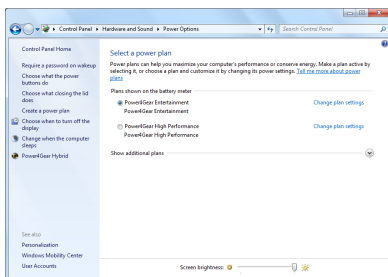 Control Panel ▸ Hardware and Sound ▸ Power Options
Search Control Panel
Control Panel Home
Require a password on wakeup
Choose what the power
buttons do
Choose what closing the lid
does
Create a power plan
Choose when to turn off the
display
Change when the computer
sleeps
Power4Gear Hybrid
See also
Personalization
Windows Mobility Center
User Accounts
Select a power plan
Power plans can help you maximize your computer's performance or conserve energy. Make a plan active by
selecting it, or choose a plan and customize it by changing its power settings. Tell me more about power
plans
Plans shown on the battery meter
Power4Gear Entertainment Change plan settings
Power4Gear Entertainment
Power4Gear High Performance Change plan settings
Power4Gear High Performance
Show additional plans
Screen brightness: